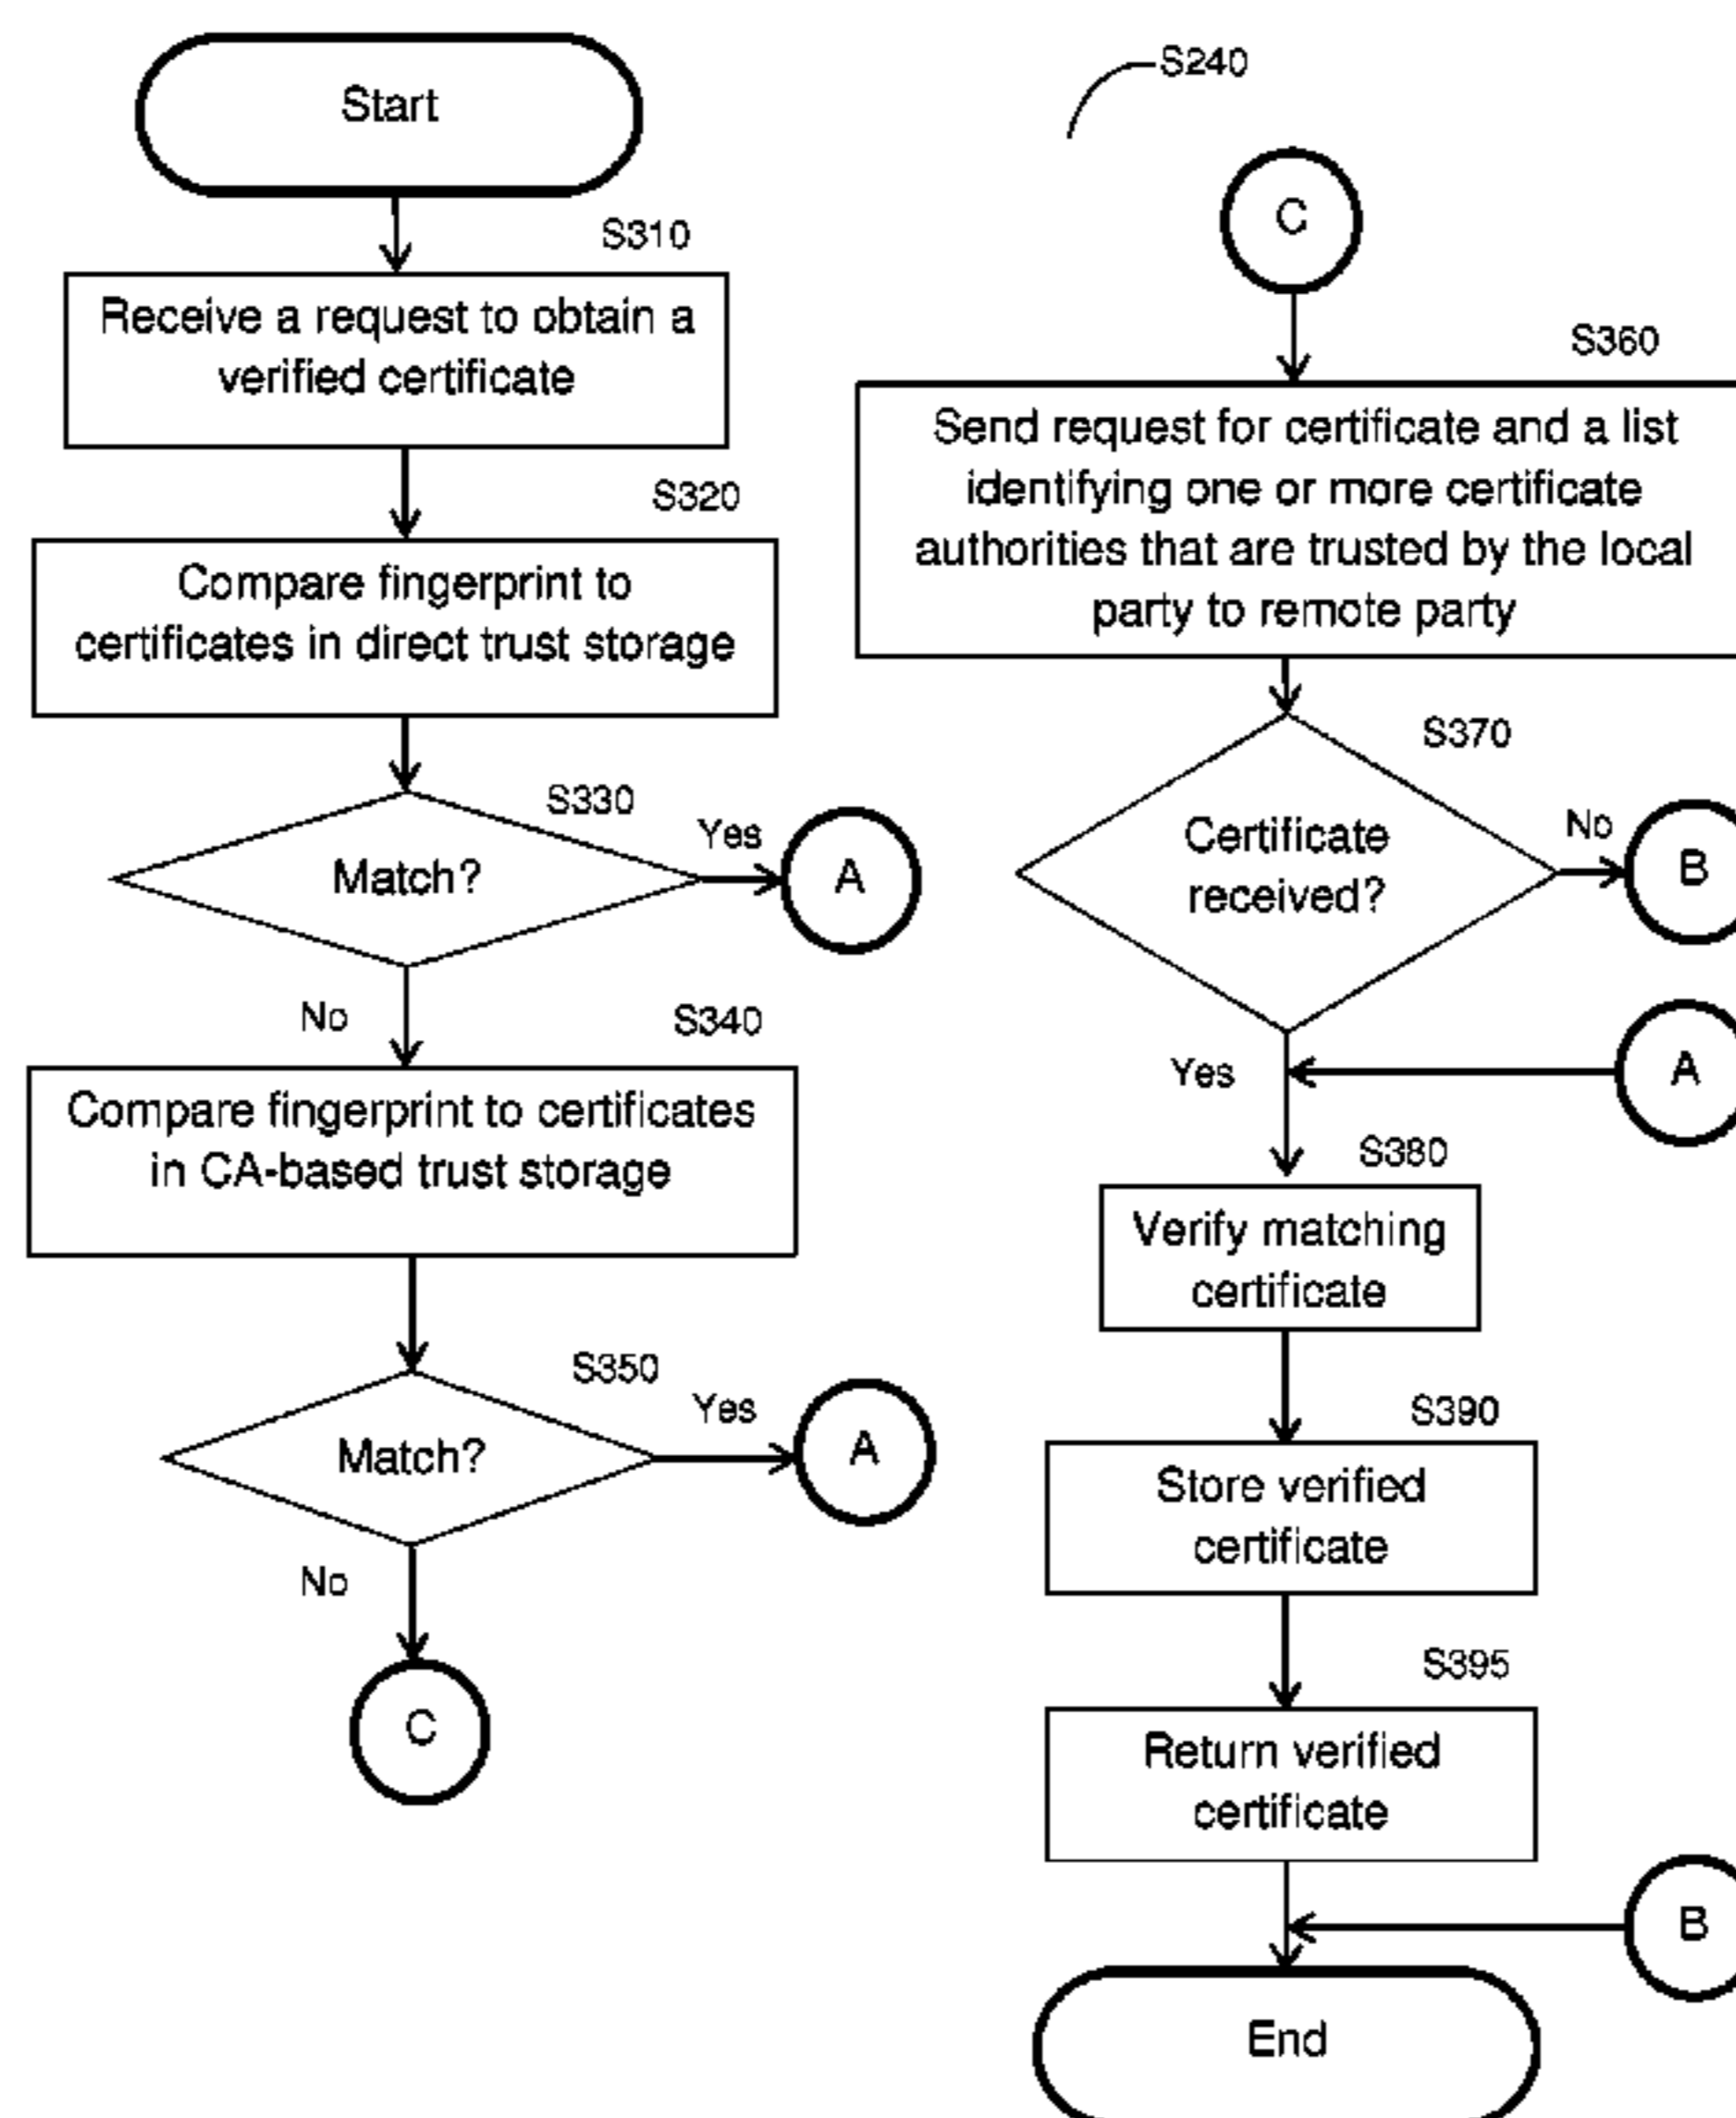 Start
S310
Receive a request to obtain a
verified certificate
S320
Compare fingerprint to
certificates in direct trust storage
S330
Match?
Yes
A
No
S340
Compare fingerprint to certificates
in CA-based trust storage
S350
Match?
Yes
A
No
C
S240
C
S360
Send request for certificate and a list
identifying one or more certificate
authorities that are trusted by the local
party to remote party
S370
Certificate
received?
No
B
Yes
A
S380
Verify matching
certificate
S390
Store verified
certificate
S395
Return verified
certificate
B
End